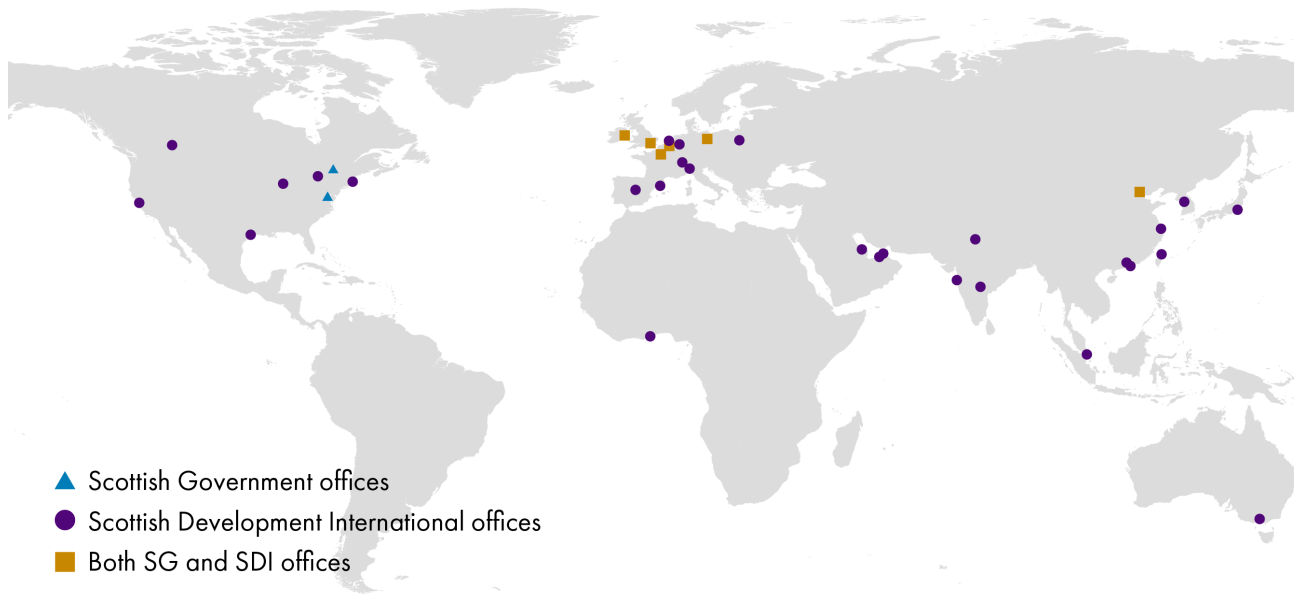 Scottish Government offices
Scottish Development International offices
Both SG and SDI offices